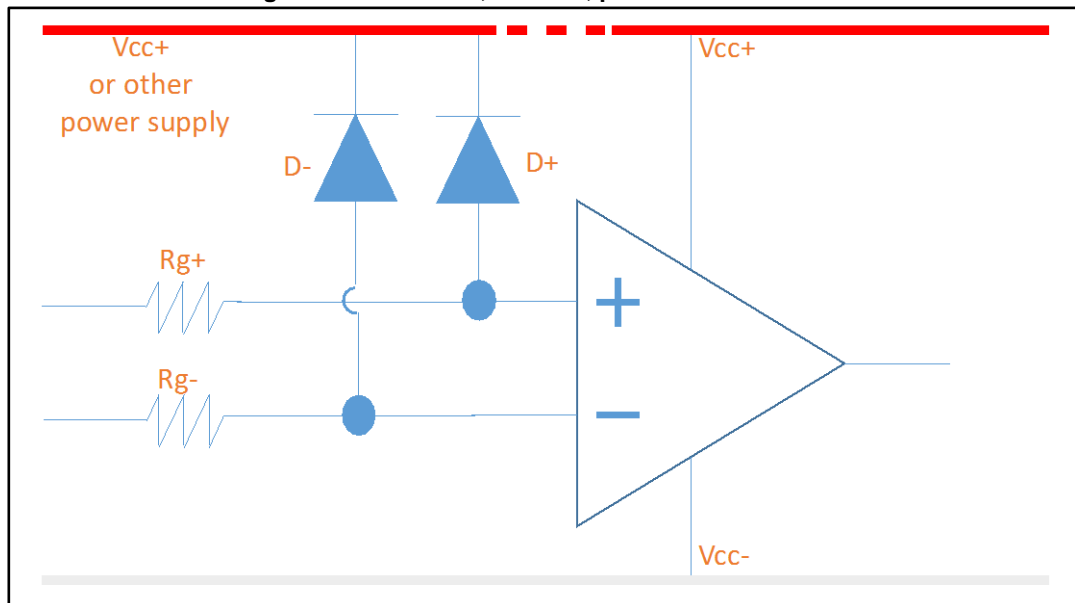 Vcc+
or other
power supply
Vcc+
D-
D+
Rg+
+
Rg-
−
Vcc-